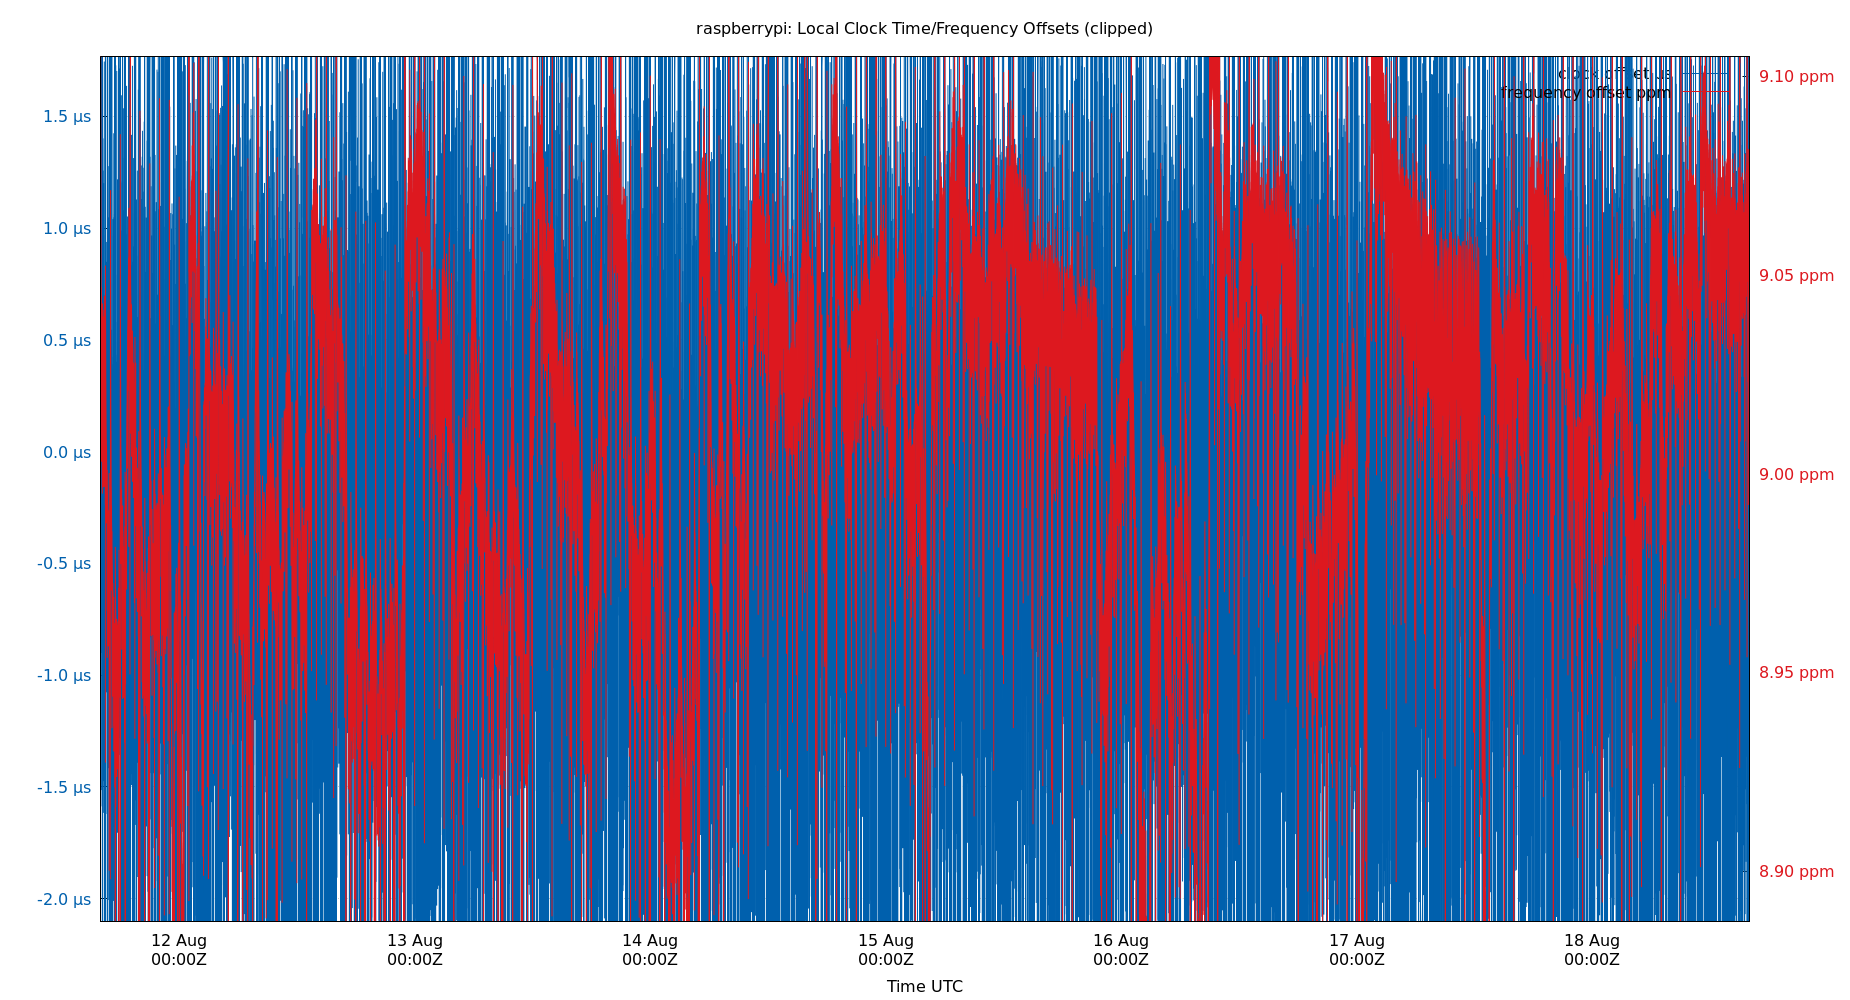 raspberrypi: Local Clock Time/Frequency Offsets (clipped)
clock offset µs
frequency offset ppm
1.5 µs
1.0 µs
0.5 µs
0.0 µs
-0.5 µs
-1.0 µs
-1.5 µs
-2.0 µs
9.10 ppm
9.05 ppm
9.00 ppm
8.95 ppm
8.90 ppm
12 Aug
00:00Z
13 Aug
00:00Z
14 Aug
00:00Z
15 Aug
00:00Z
16 Aug
00:00Z
17 Aug
00:00Z
18 Aug
00:00Z
Time UTC